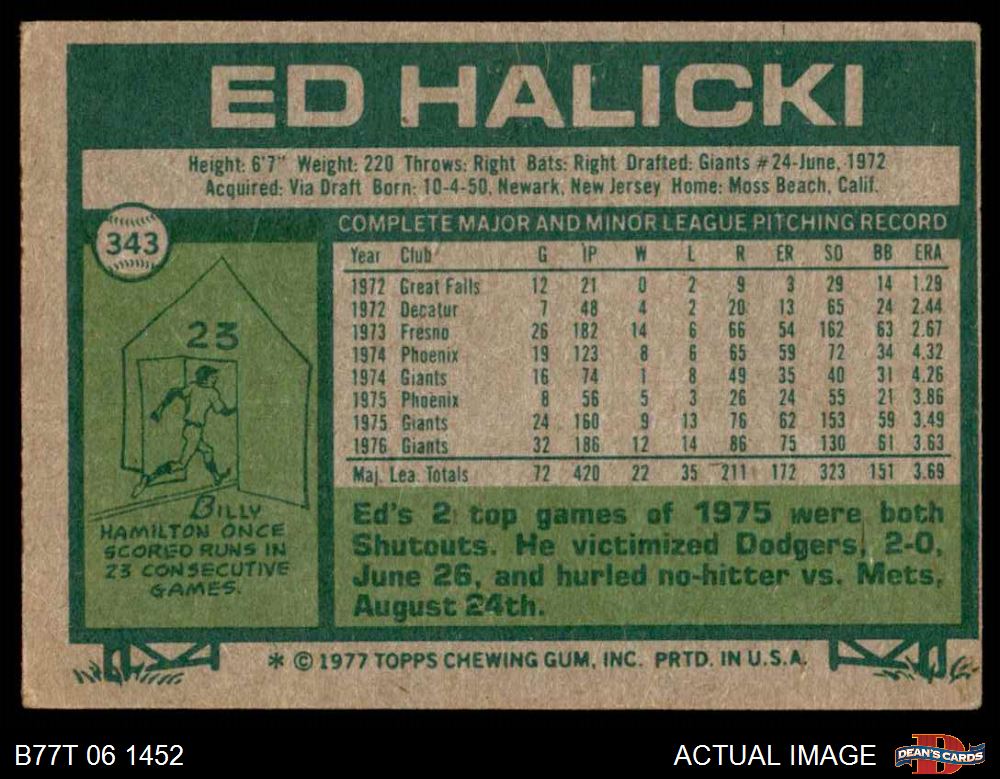 ED HALICKI
Height: 6'7" Weight: 220 Throws: Right Bats: Right Drafted: Giants #24-June, 1972
Acquired: Via Draft Born: 10-4-50, Newark, New Jersey Home: Moss Beach, Calif.
343
COMPLETE MAJOR AND MINOR LEAGUE PITCHING RECORD
Year Club G IP W L R ER SO BB ERA
1972 Great Falls 12 21 0 2 9 3 29 14 1.29
1972 Decatur 7 48 4 2 20 13 65 24 2.44
1973 Fresno 26 182 14 6 66 54 162 63 2.67
1974 Phoenix 19 123 8 6 65 59 72 34 4.32
1974 Giants 16 74 1 8 49 35 40 31 4.26
1975 Phoenix 8 56 5 3 26 24 55 21 3.86
1975 Giants 24 160 9 13 76 62 153 59 3.49
1976 Giants 32 186 12 14 86 75 130 61 3.63
Maj. Lea. Totals 72 420 22 35 211 172 323 151 3.69
23
BILLY
HAMILTON ONCE
SCORED RUNS IN
23 CONSECUTIVE
GAMES.
Ed's 2 top games of 1975 were both
Shutouts. He victimized Dodgers, 2-0,
June 26, and hurled no-hitter vs. Mets,
August 24th.
* © 1977 TOPPS CHEWING GUM, INC. PRTD. IN U.S.A.
B77T 06 1452
ACTUAL IMAGE
D
DEAN'S CARDS